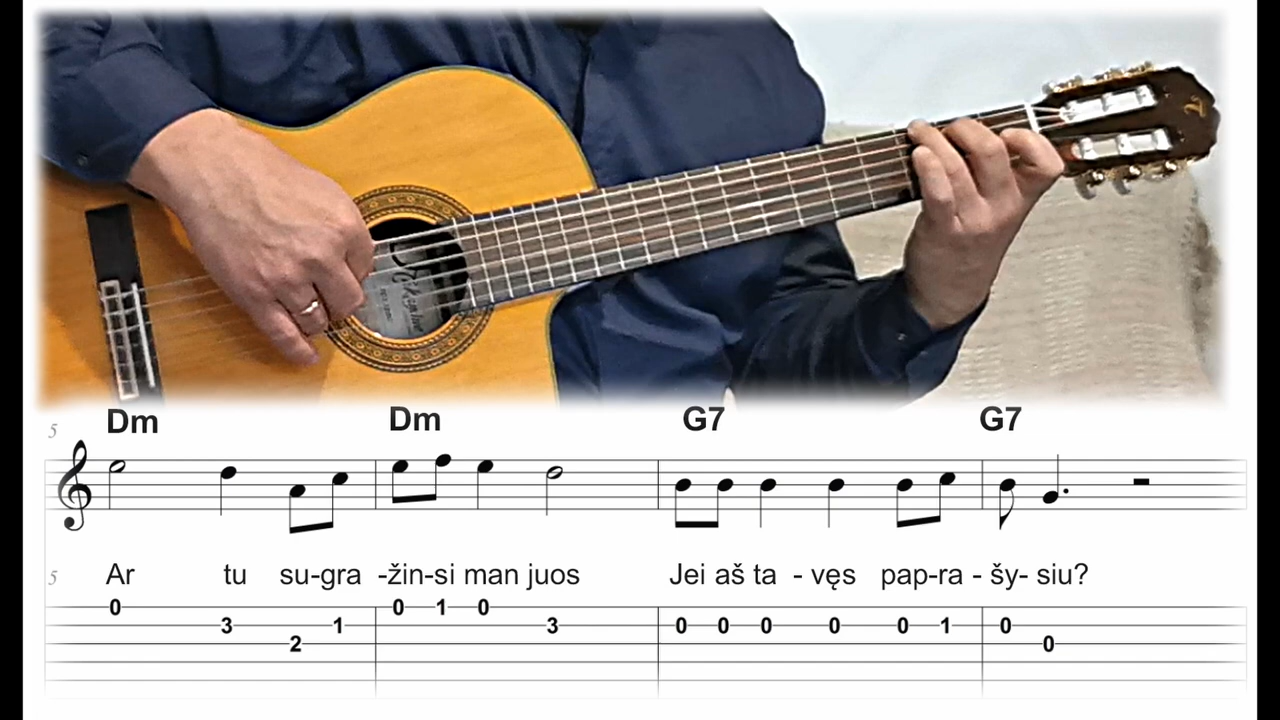 Dm Dm G7 G7
5
Ar tu su-gra -žin-si man juos Jei aš ta - vęs pap-ra - šy- siu?
5
0 0 1 0
3 1 3 0 0 0 0 0 1 0
2 0